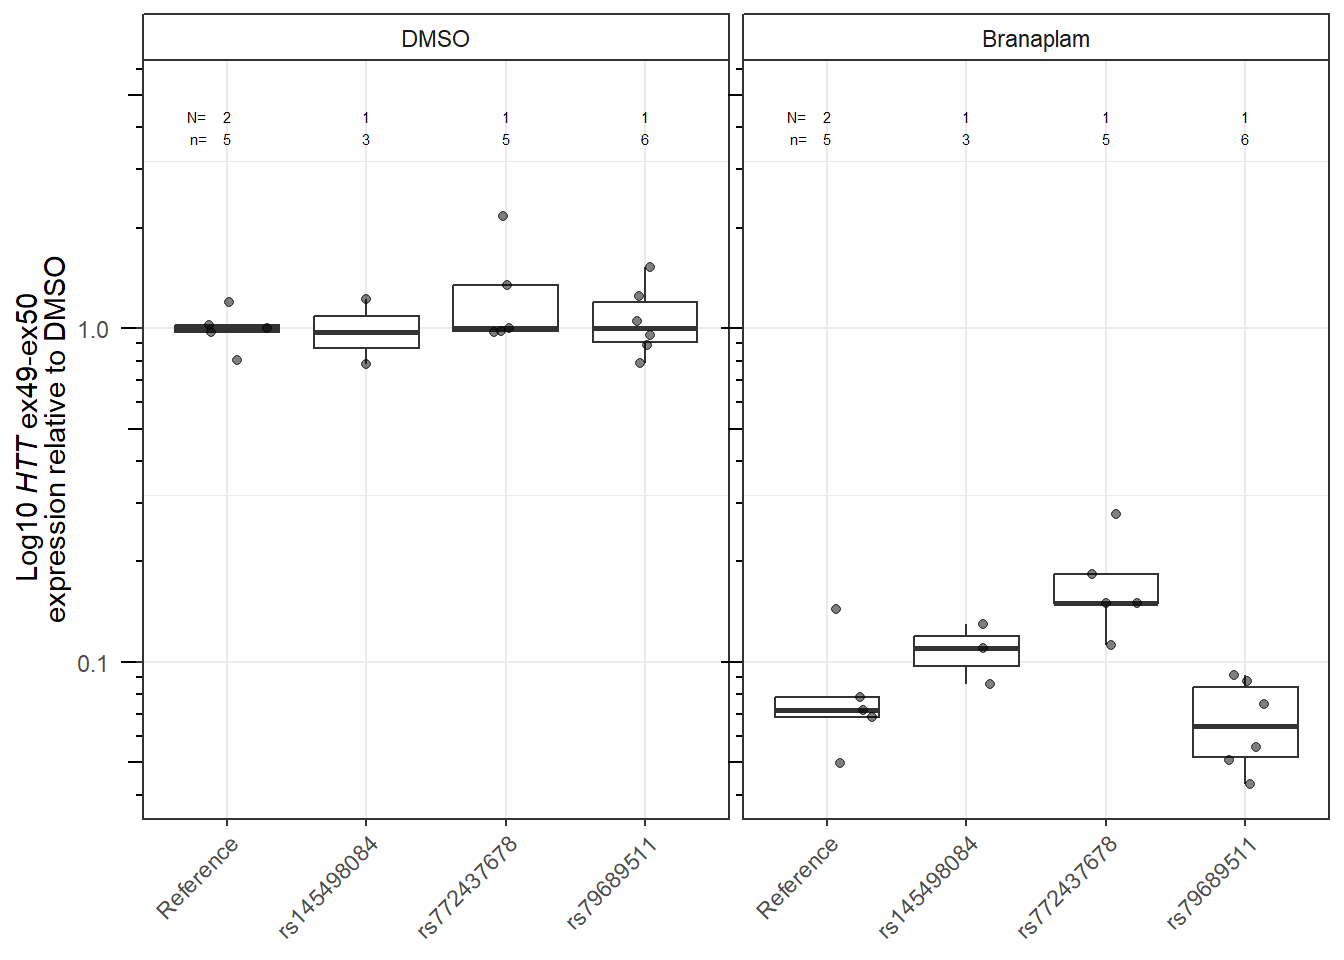 DMSO
Branaplam
N= 2 1 1 1
n= 5 3 5 6
N= 2 1 1 1
n= 5 3 5 6
Log10 HTT ex49-ex50
expression relative to DMSO
1.0
0.1
Reference
rs145498084
rs772437678
rs79689511
Reference
rs145498084
rs772437678
rs79689511